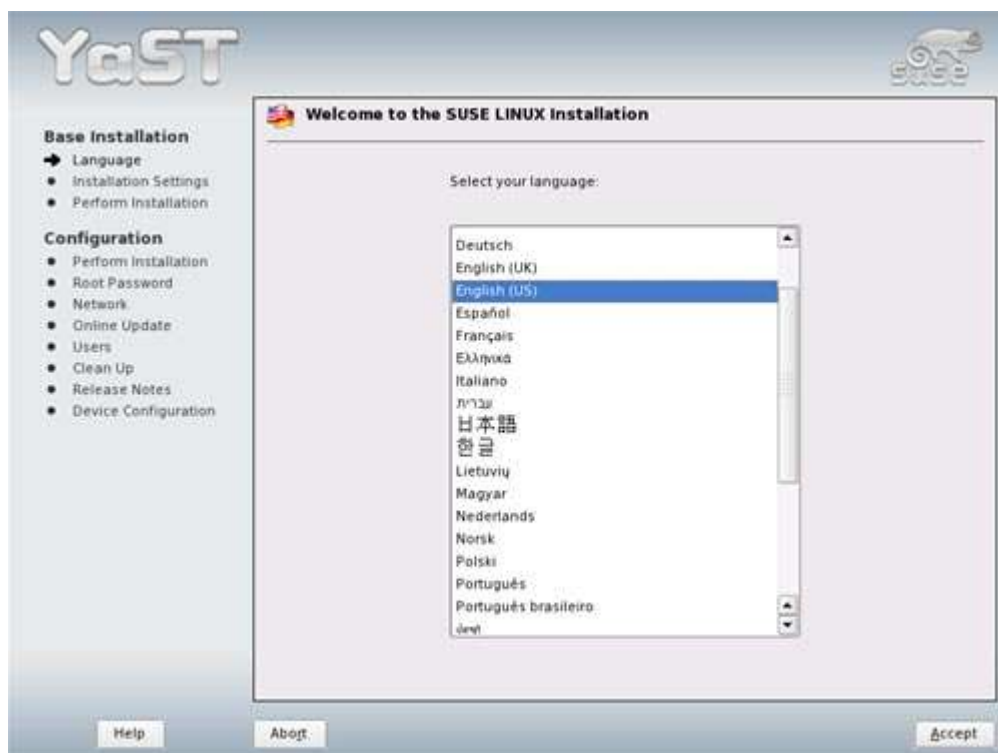 YaST
SUSE
Base Installation
Language
Installation Settings
Perform Installation
Configuration
Perform Installation
Root Password
Network
Online Update
Users
Clean Up
Release Notes
Device Configuration
Welcome to the SUSE LINUX Installation
Select your language:
Deutsch
English (UK)
English (US)
Español
Français
Ελληνικά
Italiano
עברית
日本語
한글
Lietuvių
Magyar
Nederlands
Norsk
Polski
Português
Português brasileiro
Help
Abort
Accept